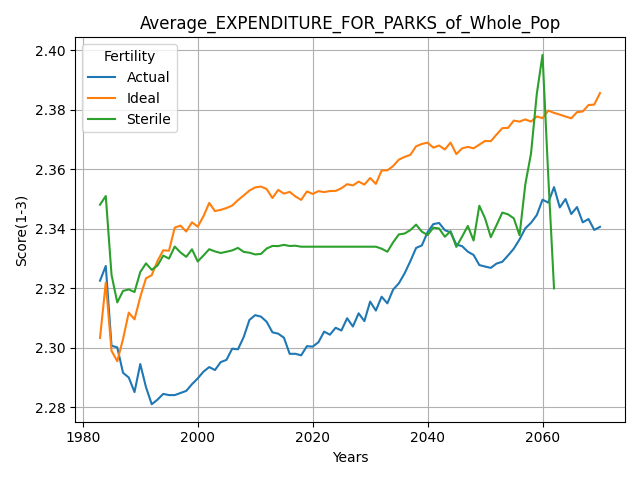 Average_EXPENDITURE_FOR_PARKS_of_Whole_Pop
Fertility
Actual
Ideal
Sterile
Score(1-3)
2.40
2.38
2.36
2.34
2.32
2.30
2.28
1980 2000 2020 2040 2060
Years